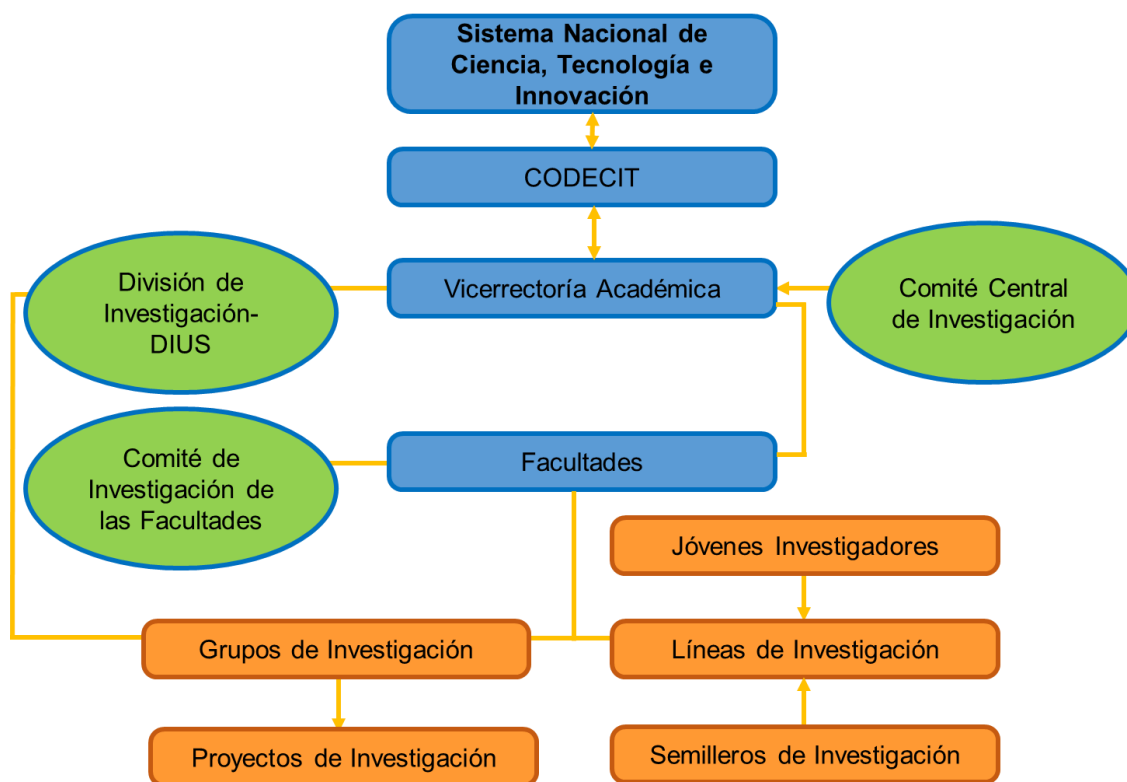 Sistema Nacional de
Ciencia, Tecnología e
Innovación
CODECIT
División de
Investigación-
DIUS
Vicerrectoría Académica
Comité Central
de Investigación
Comité de
Investigación de
las Facultades
Facultades
Jóvenes Investigadores
Grupos de Investigación
Líneas de Investigación
Proyectos de Investigación
Semilleros de Investigación